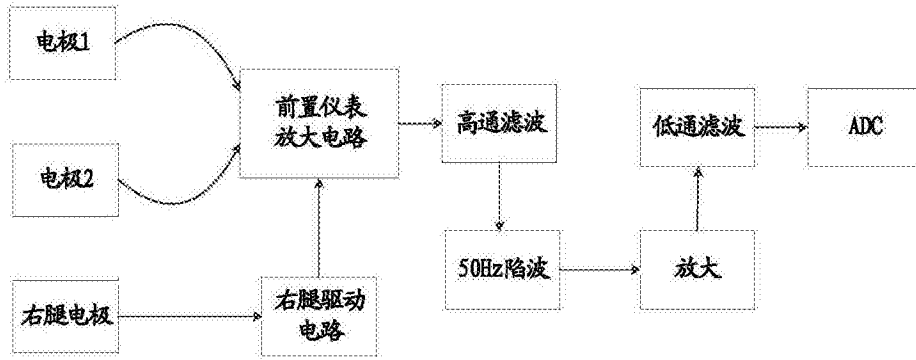 电极1
电极2
右腿电极
前置仪表
放大电路
右腿驱动
电路
高通滤波
50Hz陷波
放大
低通滤波
ADC